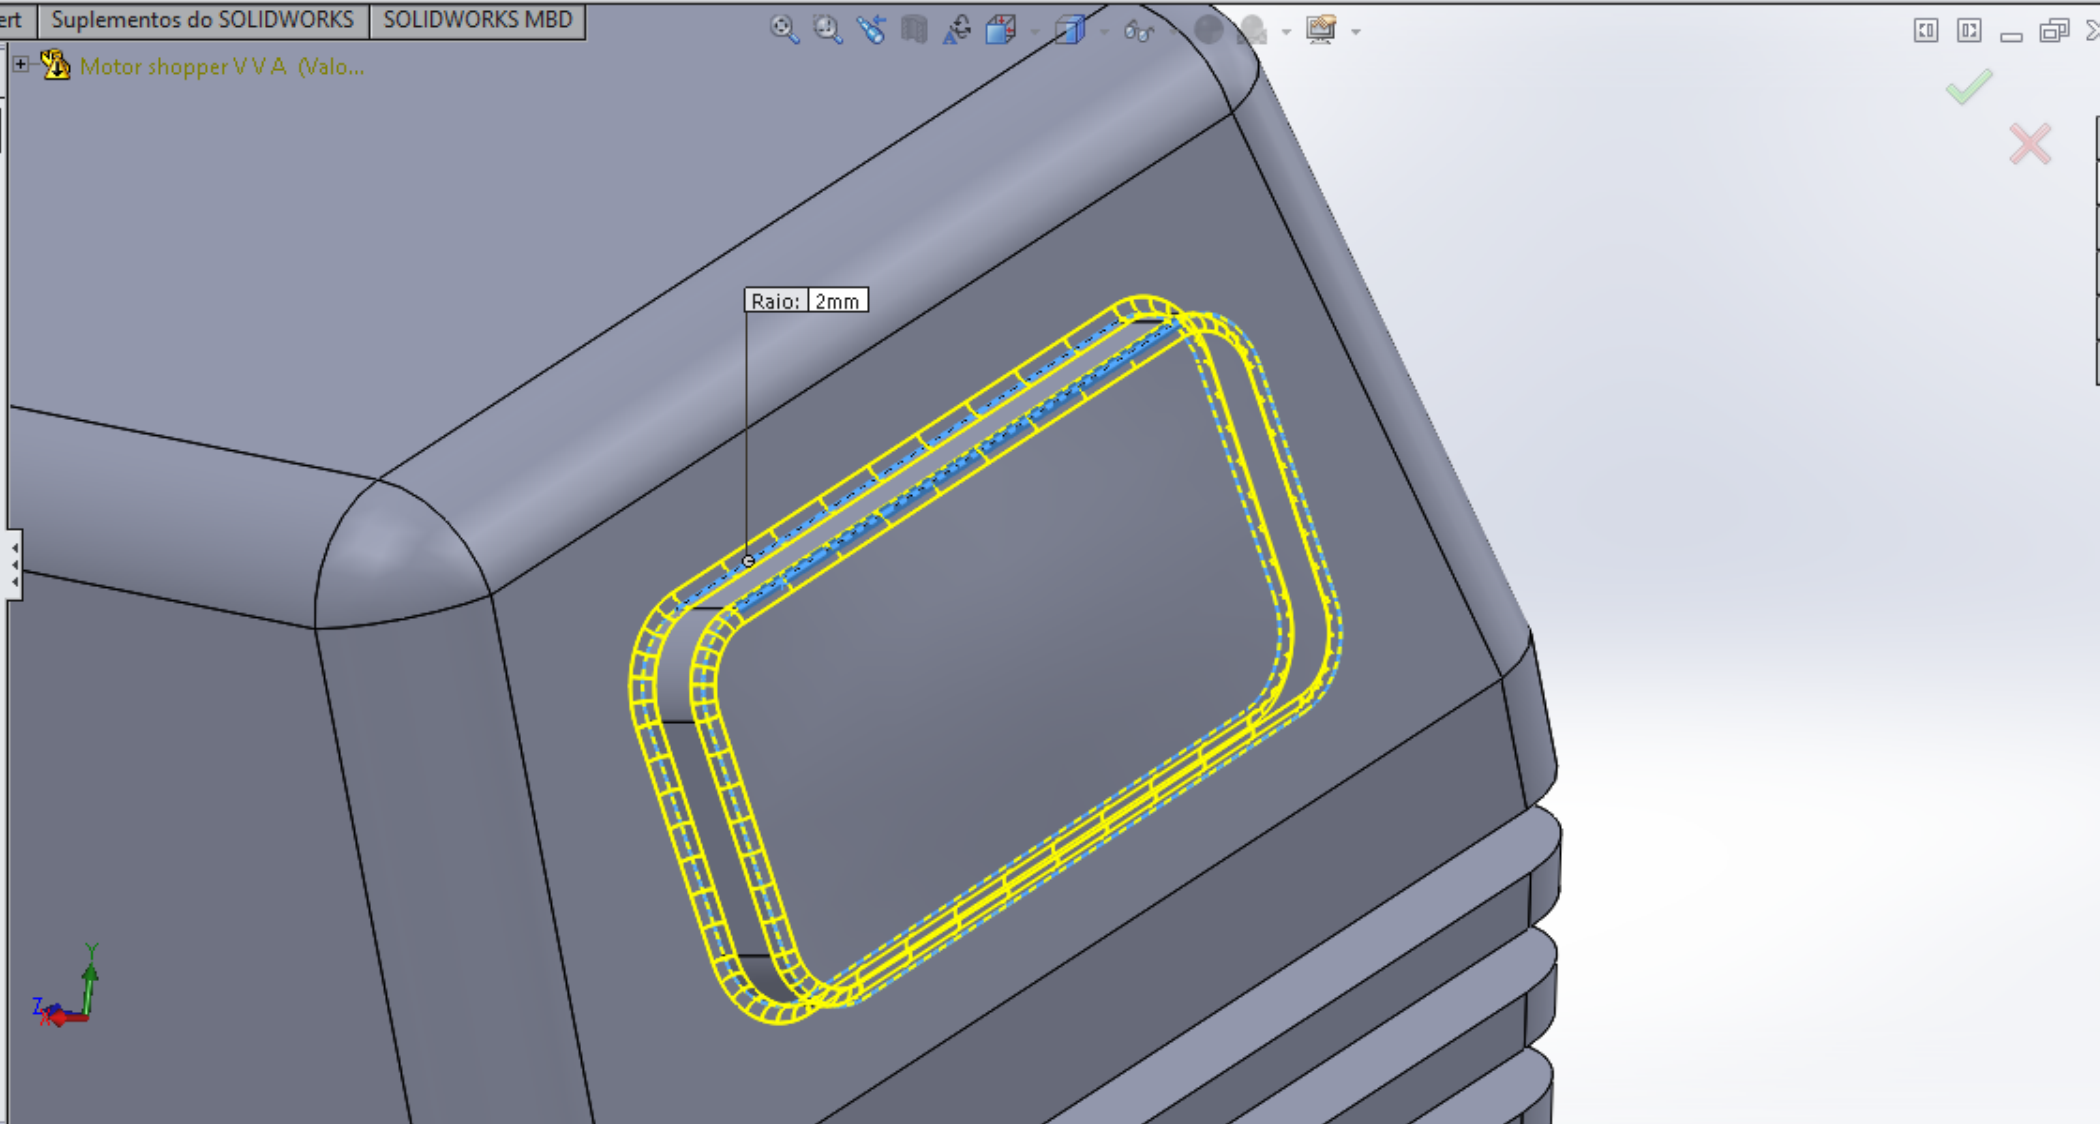 ert Suplementos do SOLIDWORKS SOLIDWORKS MBD
Motor shopper V V A (Valo...
Raio: 2mm
Y
Z
X